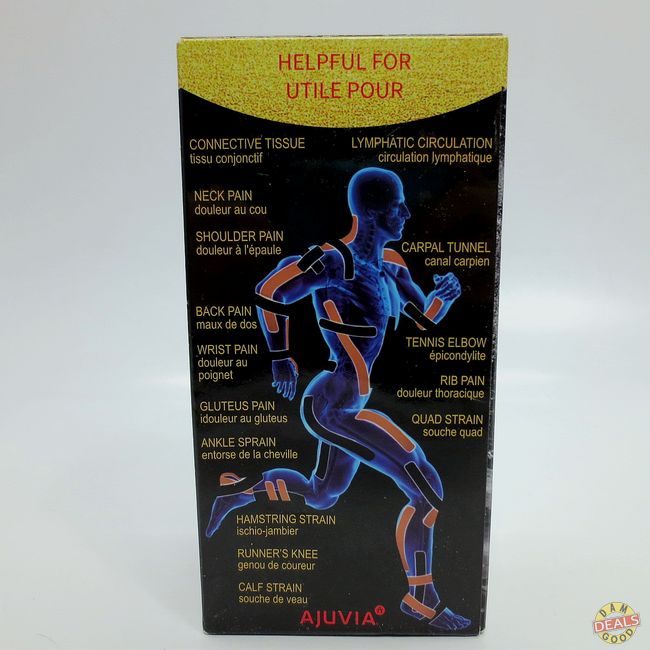 HELPFUL FOR
UTILE POUR
CONNECTIVE TISSUE
tissu conjonctif
LYMPHATIC CIRCULATION
circulation lymphatique
NECK PAIN
douleur au cou
SHOULDER PAIN
douleur à l'épaule
CARPAL TUNNEL
canal carpien
BACK PAIN
maux de dos
WRIST PAIN
douleur au
poignet
TENNIS ELBOW
épicondylite
RIB PAIN
douleur thoracique
GLUTEUS PAIN
idouleur au gluteus
QUAD STRAIN
souche quad
ANKLE SPRAIN
entorse de la cheville
HAMSTRING STRAIN
ischio-jambier
RUNNER'S KNEE
genou de coureur
CALF STRAIN
souche de veau
AJUVIA
DAM
DEALS
GOOD